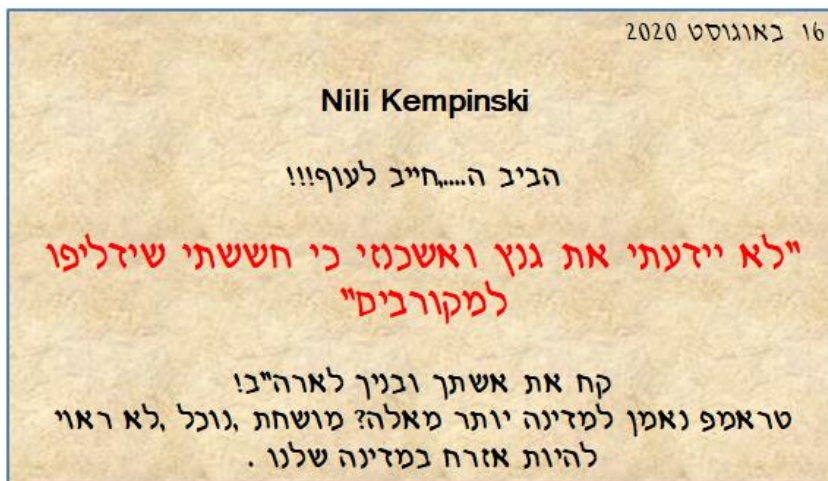 16 באוגוסט 2020
Nili Kempinski
הביב ה.....,חייב לעוף!!!
"לא יידעתי את גנץ ואשכנזי כי חששתי שידליפו
למקורבים"
קח את אשתך ובניך לארה"ב!
טראמפ נאמן למדינה יותר מאלה? מושחת ,נוכל ,לא ראוי
להיות אזרח במדינה שלנו .